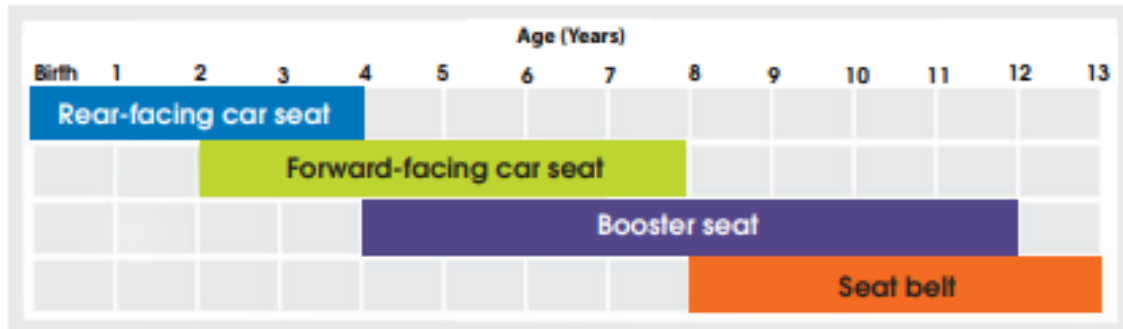 Age (Years)
Birth 1 2 3 4 5 6 7 8 9 10 11 12 13
Rear-facing car seat
Forward-facing car seat
Booster seat
Seat belt